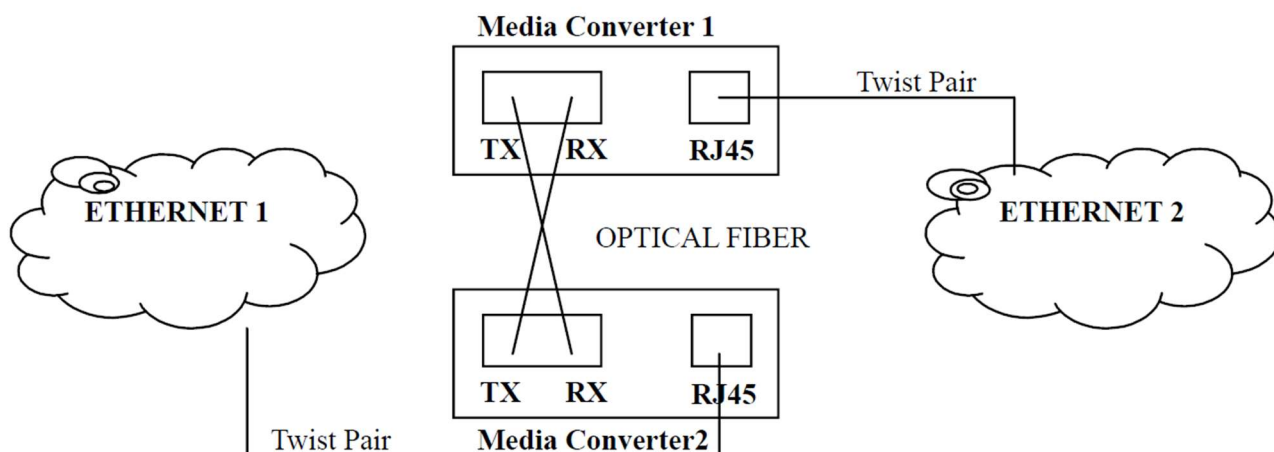 Media Converter 1
Twist Pair
TX RX RJ45
ETHERNET 1
ETHERNET 2
OPTICAL FIBER
TX RX RJ45
Twist Pair
Media Converter2